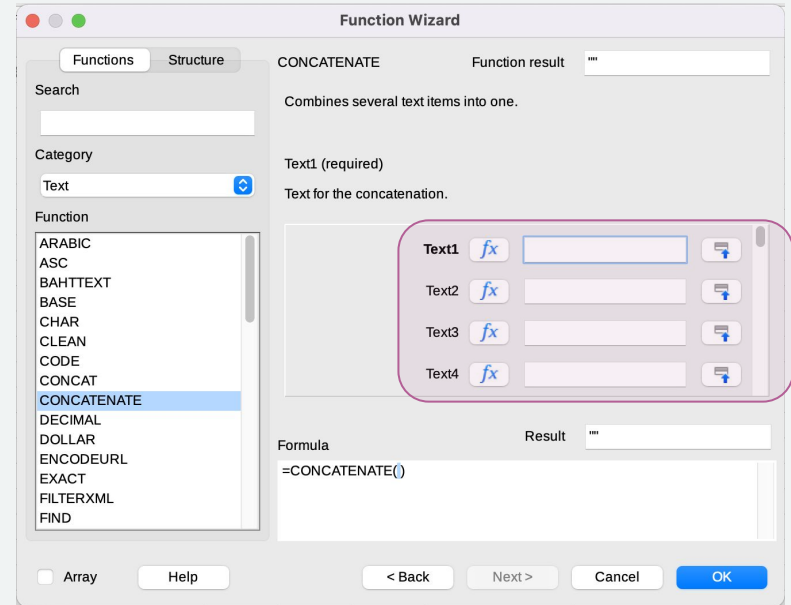 Function Wizard
Functions
Structure
Search
Category
Text
Function
ARABIC
ASC
BAHTTEXT
BASE
CHAR
CLEAN
CODE
CONCAT
CONCATENATE
DECIMAL
DOLLAR
ENCODEURL
EXACT
FILTERXML
FIND
CONCATENATE
Function result
""
Combines several text items into one.
Text1 (required)
Text for the concatenation.
Text1 fx
Text2 fx
Text3 fx
Text4 fx
Result
""
Formula
=CONCATENATE()
Array
Help
< Back
Next >
Cancel
OK